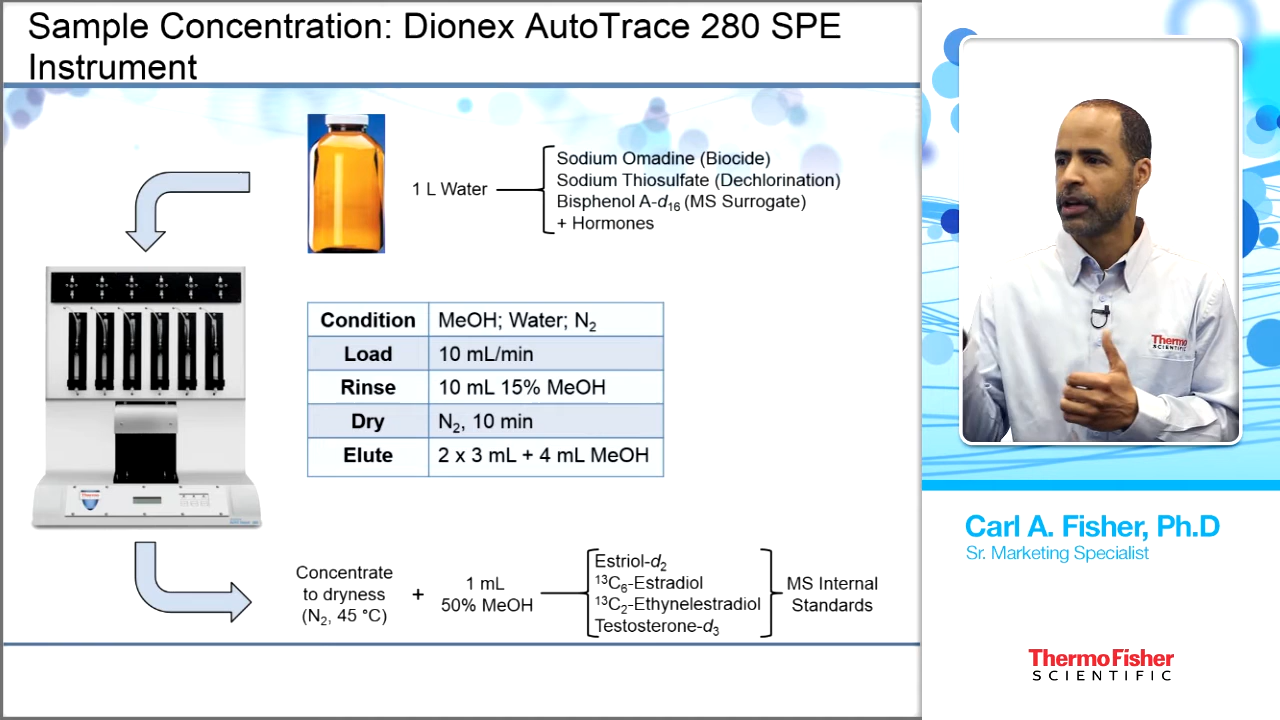 Sample Concentration: Dionex AutoTrace 280 SPE
Instrument
1 L Water
Sodium Omadine (Biocide)
Sodium Thiosulfate (Dechlorination)
Bisphenol A-d16 (MS Surrogate)
+ Hormones
Condition MeOH; Water; N2
Load 10 mL/min
Rinse 10 mL 15% MeOH
Dry N2, 10 min
Elute 2 x 3 mL + 4 mL MeOH
Concentrate
to dryness
(N2, 45 °C)
+
1 mL
50% MeOH
Estriol-d2
13C6-Estradiol
13C2-Ethynelestradiol
Testosterone-d3
MS Internal
Standards
Thermo
SCIENTIFIC
Carl A. Fisher, Ph.D
Sr. Marketing Specialist
ThermoFisher
SCIENTIFIC